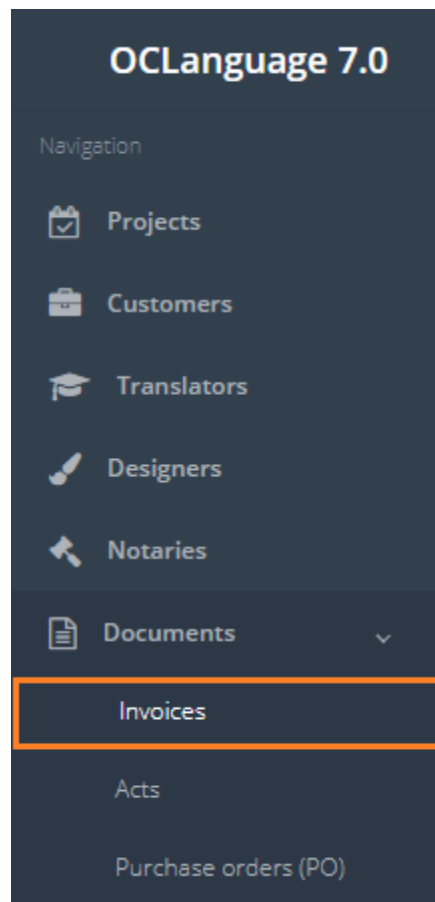 OCLanguage 7.0
Navigation
Projects
Customers
Translators
Designers
Notaries
Documents
Invoices
Acts
Purchase orders (PO)